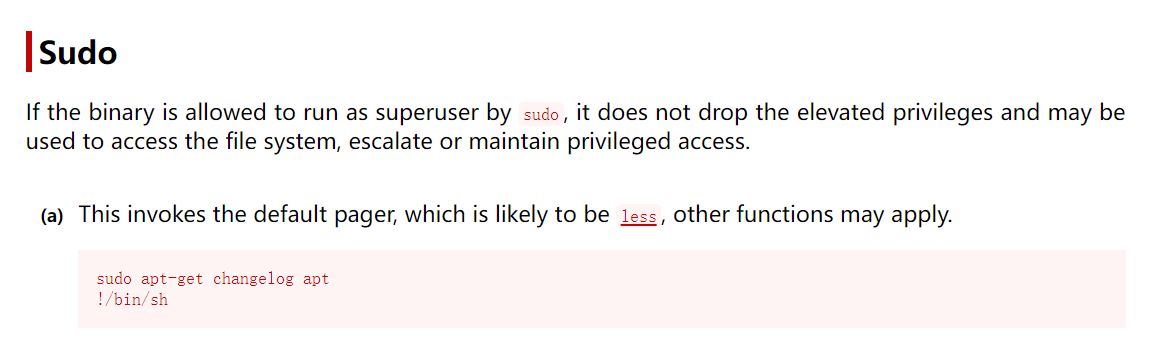 Sudo
If the binary is allowed to run as superuser by sudo, it does not drop the elevated privileges and may be
used to access the file system, escalate or maintain privileged access.
(a) This invokes the default pager, which is likely to be less, other functions may apply.
sudo apt-get changelog apt
!/bin/sh